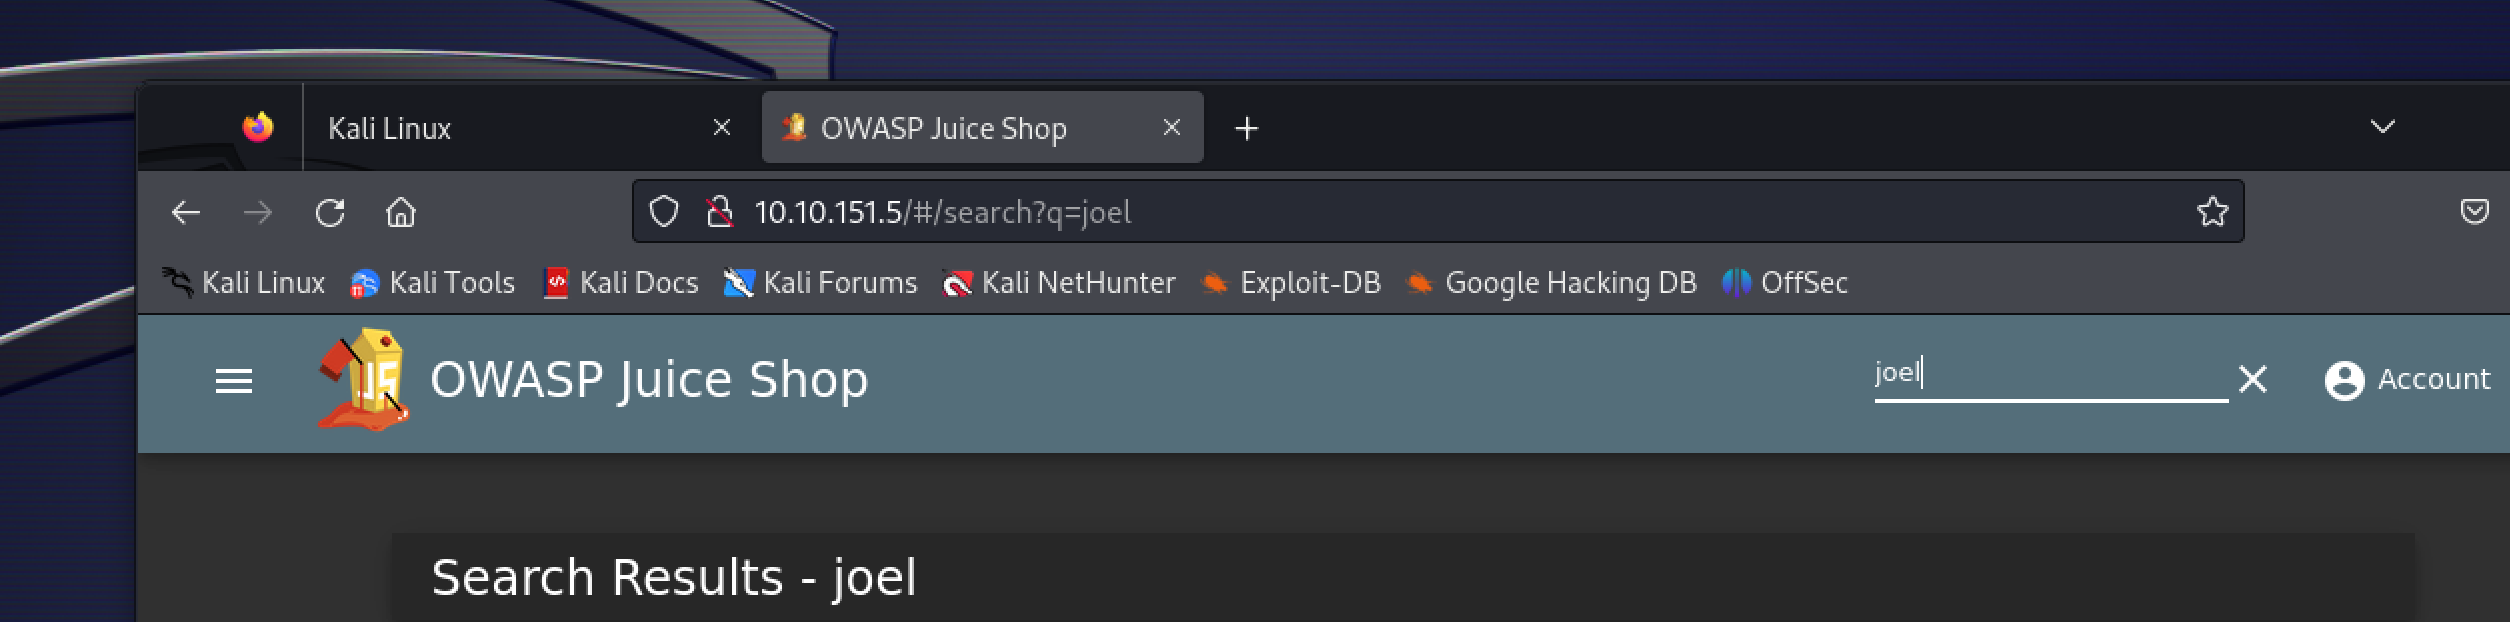 Kali Linux OWASP Juice Shop
10.10.151.5/#/search?q=joel
Kali Linux Kali Tools Kali Docs Kali Forums Kali NetHunter Exploit-DB Google Hacking DB OffSec
OWASP Juice Shop joel Account
Search Results - joel